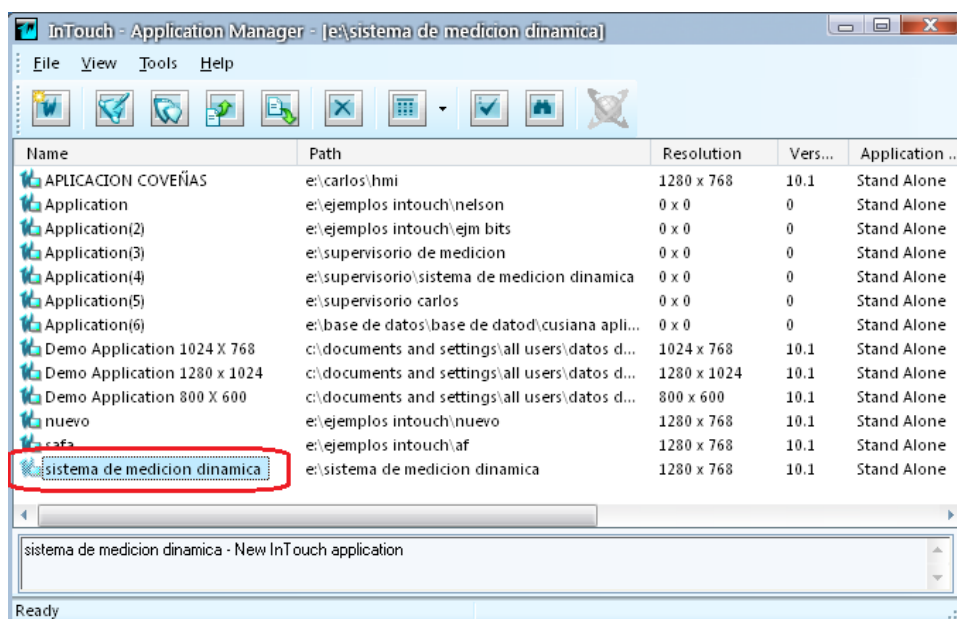 InTouch - Application Manager - [e:\sistema de medicion dinamica]
File View Tools Help
Name Path Resolution Vers... Application ..
APLICACION COVEÑAS e:\carlos\hmi 1280 x 768 10.1 Stand Alone
Application e:\ejemplos intouch\nelson 0 x 0 0 Stand Alone
Application(2) e:\ejemplos intouch\ejm bits 0 x 0 0 Stand Alone
Application(3) e:\supervisorio de medicion 0 x 0 0 Stand Alone
Application(4) e:\supervisorio\sistema de medicion dinamica 0 x 0 0 Stand Alone
Application(5) e:\supervisorio carlos 0 x 0 0 Stand Alone
Application(6) e:\base de datos\base de datod\cusiana apli... 0 x 0 0 Stand Alone
Demo Application 1024 X 768 c:\documents and settings\all users\datos d... 1024 x 768 10.1 Stand Alone
Demo Application 1280 x 1024 c:\documents and settings\all users\datos d... 1280 x 1024 10.1 Stand Alone
Demo Application 800 X 600 c:\documents and settings\all users\datos d... 800 x 600 10.1 Stand Alone
nuevo e:\ejemplos intouch\nuevo 1280 x 768 10.1 Stand Alone
safa e:\ejemplos intouch\af 1280 x 768 10.1 Stand Alone
sistema de medicion dinamica e:\sistema de medicion dinamica 1280 x 768 10.1 Stand Alone
sistema de medicion dinamica - New InTouch application
Ready